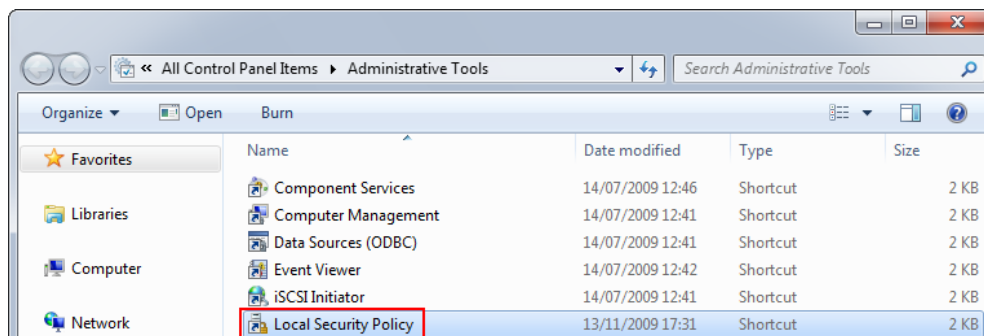 « All Control Panel Items ▸ Administrative Tools Search Administrative Tools
Organize Open Burn
Favorites Name Date modified Type Size
Component Services 14/07/2009 12:46 Shortcut 2 KB
Libraries Computer Management 14/07/2009 12:41 Shortcut 2 KB
Data Sources (ODBC) 14/07/2009 12:41 Shortcut 2 KB
Computer Event Viewer 14/07/2009 12:42 Shortcut 2 KB
iSCSI Initiator 14/07/2009 12:41 Shortcut 2 KB
Network Local Security Policy 13/11/2009 17:31 Shortcut 2 KB